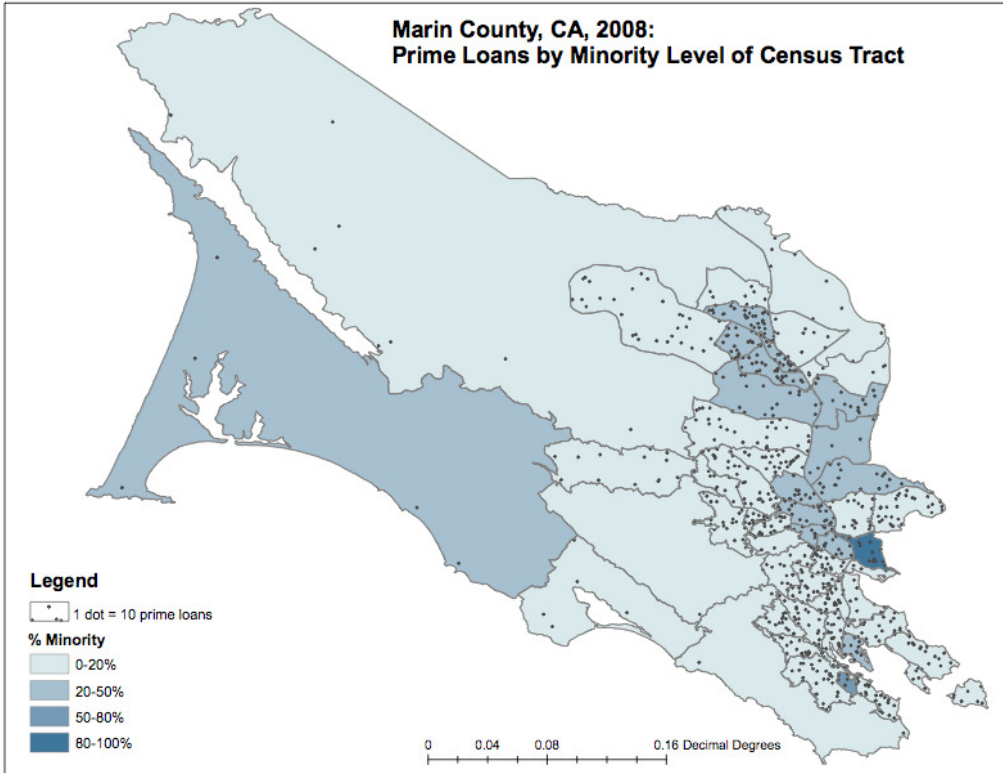 Marin County, CA, 2008:
Prime Loans by Minority Level of Census Tract
Legend
1 dot = 10 prime loans
% Minority
0-20%
20-50%
50-80%
80-100%
0 0.04 0.08 0.16 Decimal Degrees